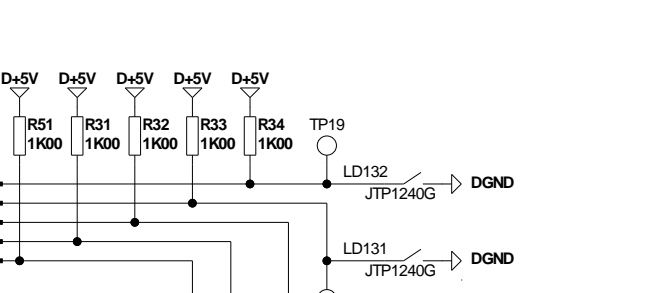 D+5V D+5V D+5V D+5V D+5V
R51 R31 R32 R33 R34 TP19
1K00 1K00 1K00 1K00 1K00
LD132
DGND
JTP1240G
LD131
DGND
JTP1240G